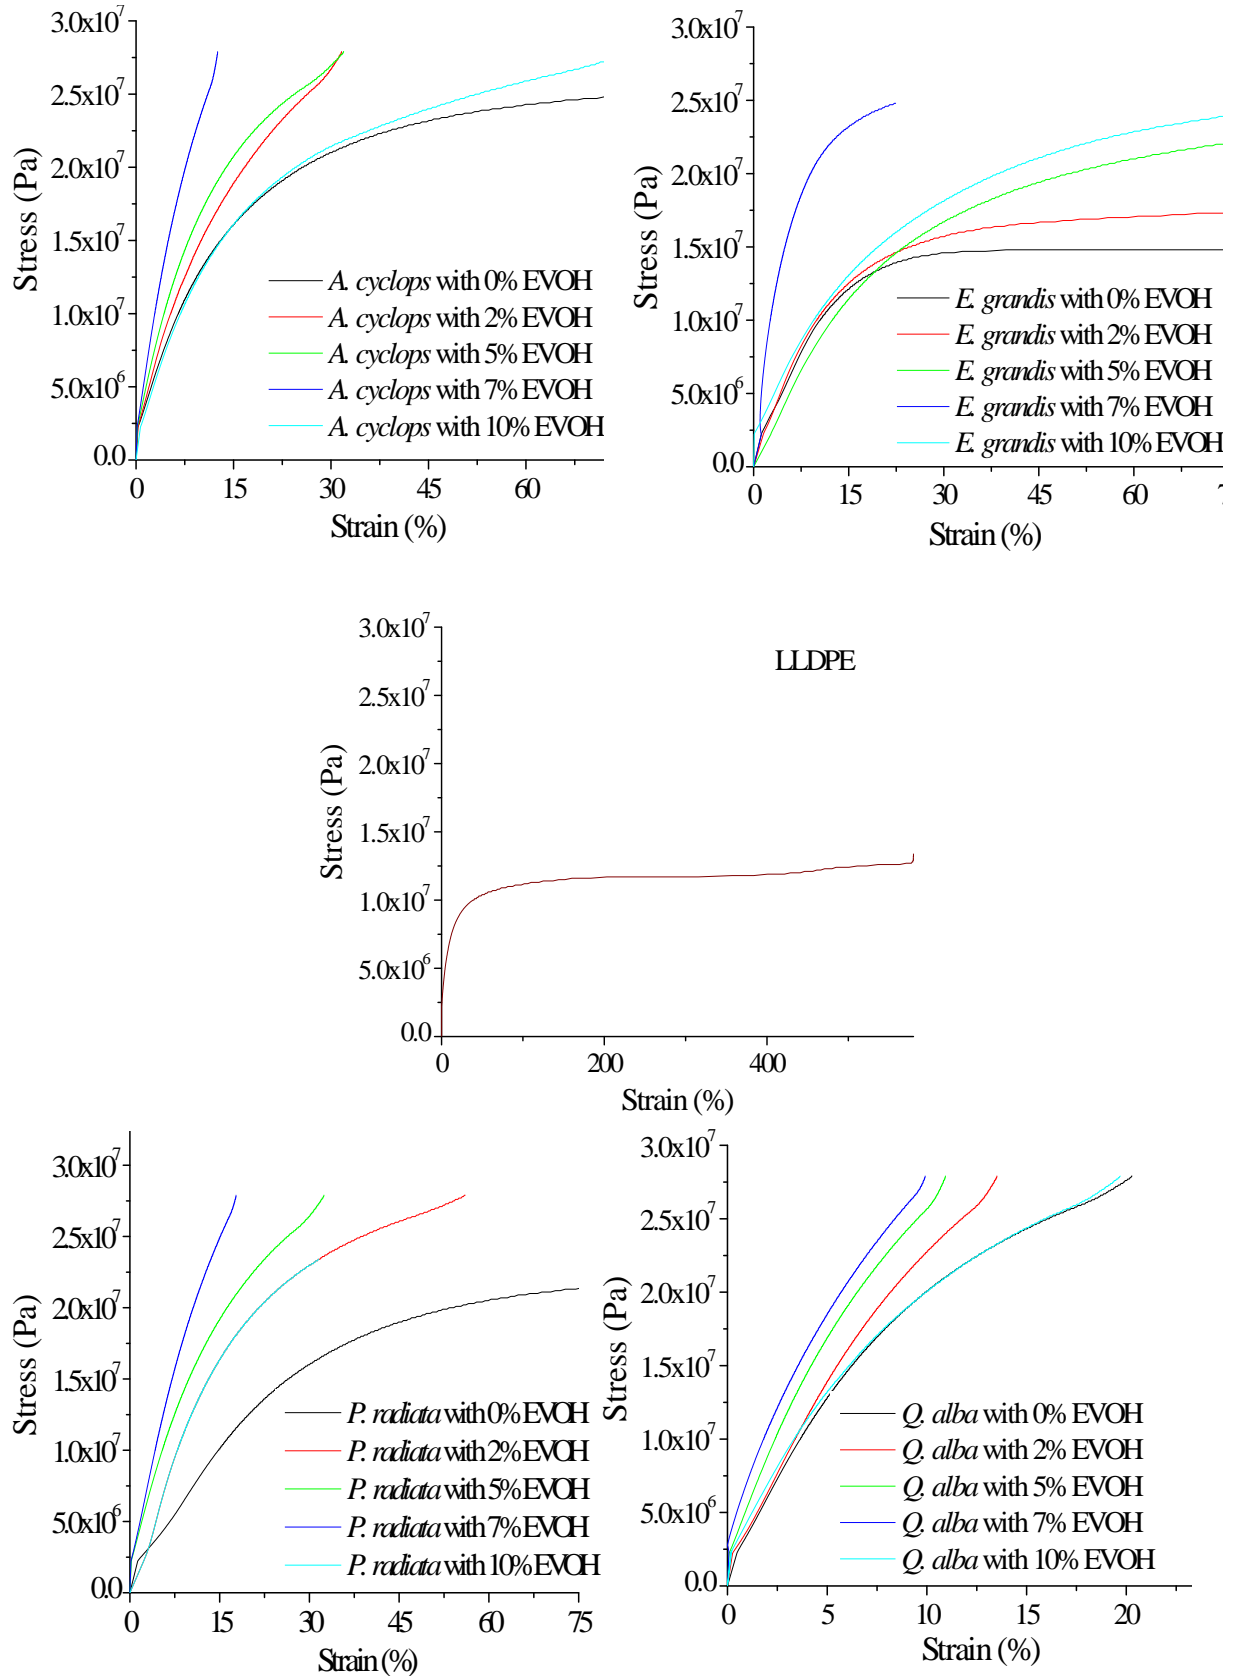 3.0x10^7
2.5x10^7
2.0x10^7
1.5x10^7
1.0x10^7
5.0x10^6
0.0
Stress (Pa)
A. cyclops with 0% EVOH
A. cyclops with 2% EVOH
A. cyclops with 5% EVOH
A. cyclops with 7% EVOH
A. cyclops with 10% EVOH
0 15 30 45 60
Strain (%)
3.0x10^7
2.5x10^7
2.0x10^7
1.5x10^7
1.0x10^7
5.0x10^6
0.0
Stress (Pa)
E. grandis with 0% EVOH
E. grandis with 2% EVOH
E. grandis with 5% EVOH
E. grandis with 7% EVOH
E. grandis with 10% EVOH
0 15 30 45 60
Strain (%)
LLDPE
3.0x10^7
2.5x10^7
2.0x10^7
1.5x10^7
1.0x10^7
5.0x10^6
0.0
Stress (Pa)
0 200 400
Strain (%)
3.0x10^7
2.5x10^7
2.0x10^7
1.5x10^7
1.0x10^7
5.0x10^6
0.0
Stress (Pa)
P. radiata with 0% EVOH
P. radiata with 2% EVOH
P. radiata with 5% EVOH
P. radiata with 7% EVOH
P. radiata with 10% EVOH
0 15 30 45 60 75
Strain (%)
3.0x10^7
2.5x10^7
2.0x10^7
1.5x10^7
1.0x10^7
5.0x10^6
0.0
Stress (Pa)
Q. alba with 0% EVOH
Q. alba with 2% EVOH
Q. alba with 5% EVOH
Q. alba with 7% EVOH
Q. alba with 10% EVOH
0 5 10 15 20
Strain (%)